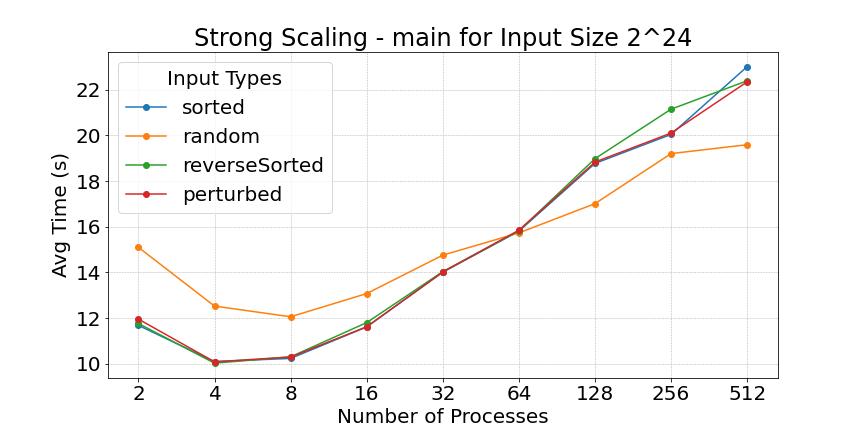 Strong Scaling - main for Input Size 2^24
Input Types
sorted
random
reverseSorted
perturbed
Avg Time (s)
22
20
18
16
14
12
10
2 4 8 16 32 64 128 256 512
Number of Processes